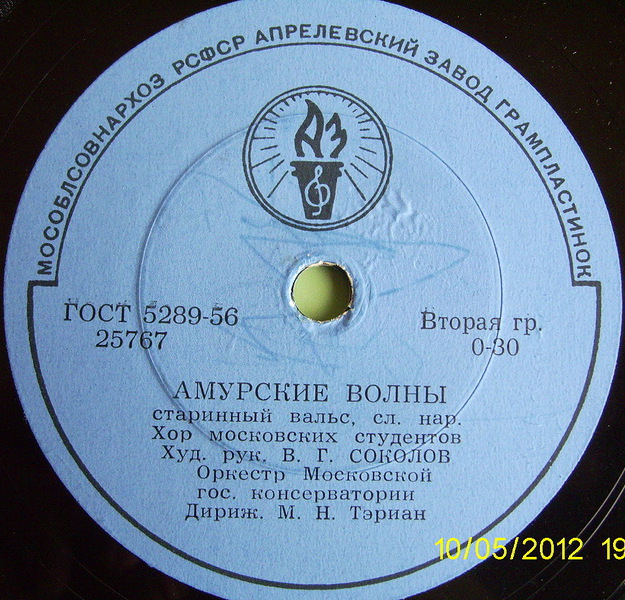 МОСОБЛСОВНАРХОЗ РСФСР АПРЕЛЕВСКИЙ ЗАВОД ГРАМПЛАСТИНОК
АЗ
ГОСТ 5289-56
25767
Вторая гр.
0-30
АМУРСКИЕ ВОЛНЫ
старинный вальс, сл. нар.
Хор московских студентов
Худ. рук. В. Г. СОКОЛОВ
Оркестр Московской
гос. консерватории
Дириж. М. Н. Тэриан
10/05/2012 19